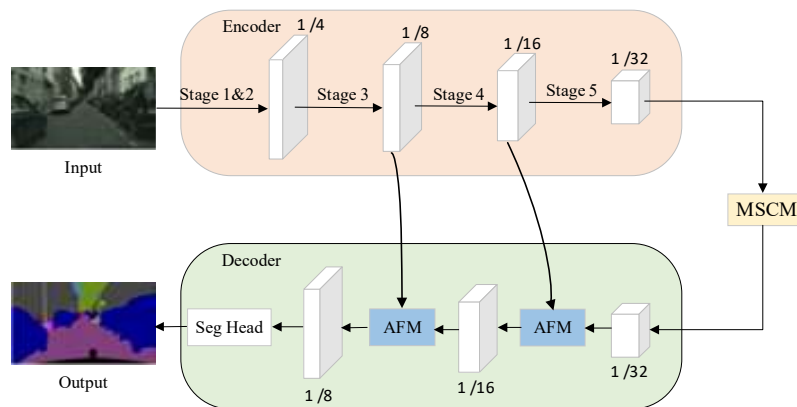 Encoder
1 /4
1 /8
1 /16
1 /32
Stage 1&2
Stage 3
Stage 4
Stage 5
Input
MSCM
Decoder
Seg Head
AFM
AFM
1 /8
1 /16
1 /32
Output